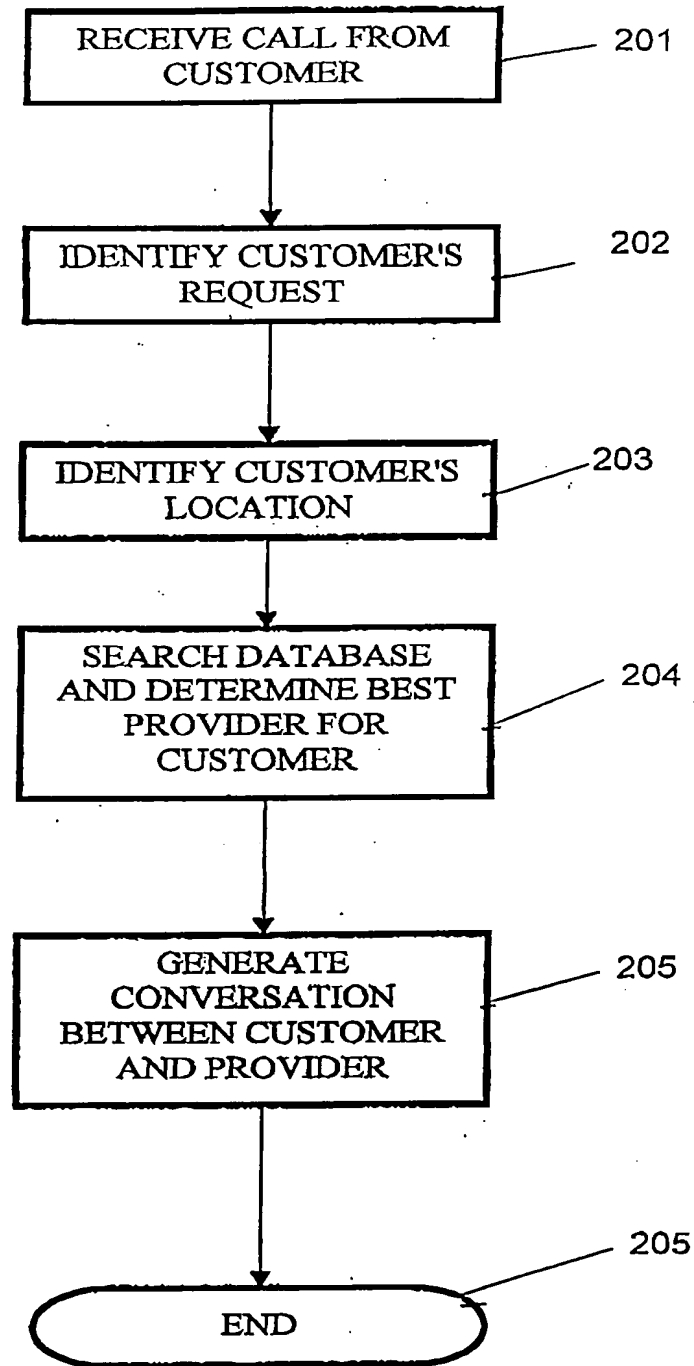 RECEIVE CALL FROM
CUSTOMER
201
IDENTIFY CUSTOMER'S
REQUEST
202
IDENTIFY CUSTOMER'S
LOCATION
203
SEARCH DATABASE
AND DETERMINE BEST
PROVIDER FOR
CUSTOMER
204
GENERATE
CONVERSATION
BETWEEN CUSTOMER
AND PROVIDER
205
END
205